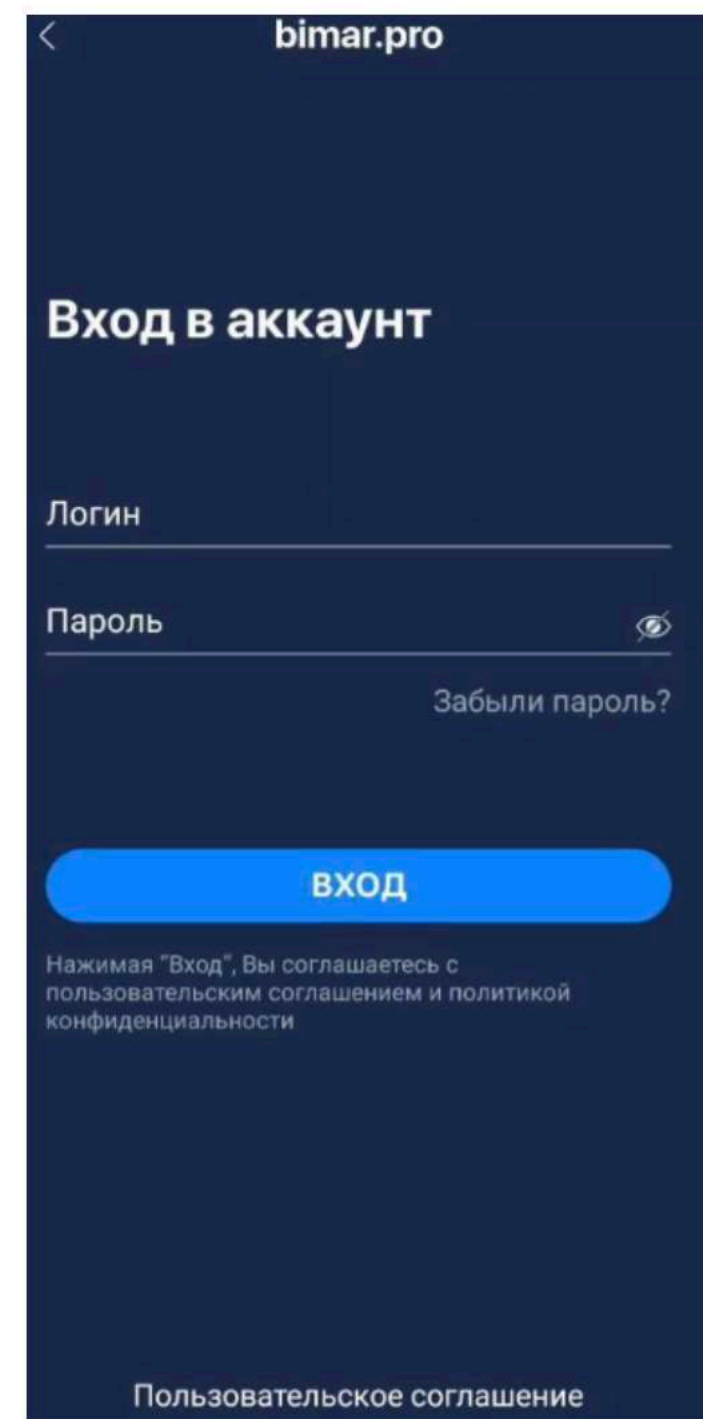 bimar.pro
Вход в аккаунт
Логин
Пароль
Забыли пароль?
ВХОД
Нажимая "Вход", Вы соглашаетесь с
пользовательским соглашением и политикой
конфиденциальности
Пользовательское соглашение